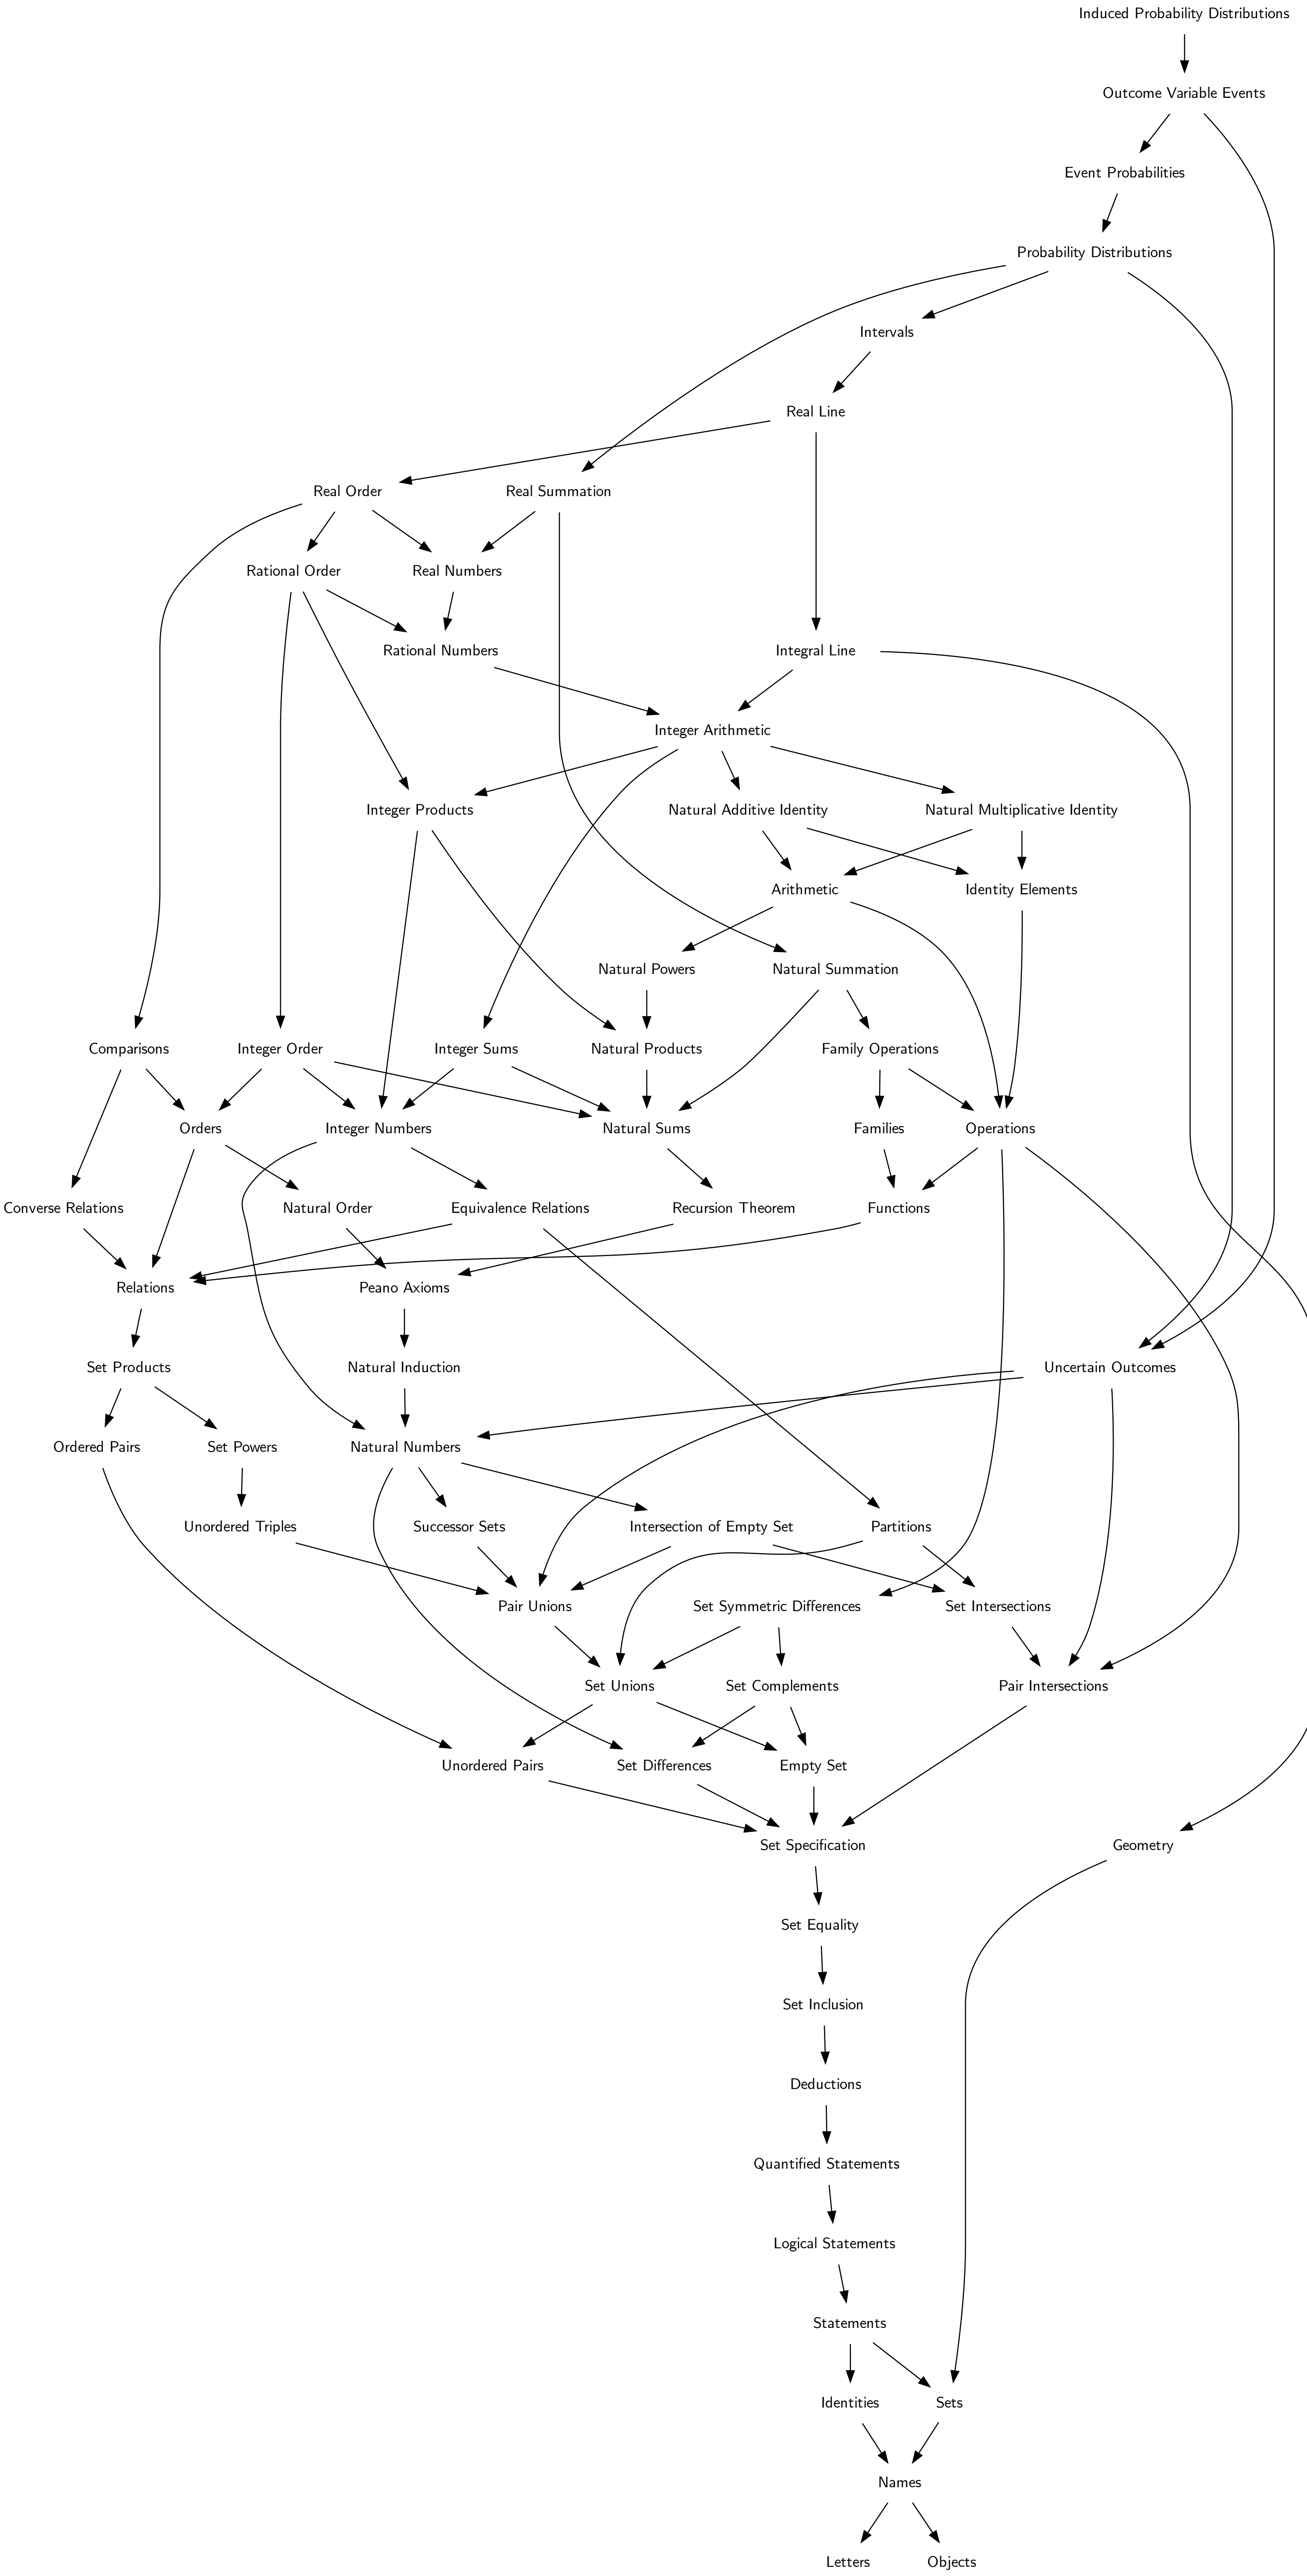 Induced Probability Distributions
Outcome Variable Events
Event Probabilities
Probability Distributions
Intervals
Real Line
Real Order
Real Summation
Rational Order
Real Numbers
Rational Numbers
Integral Line
Integer Arithmetic
Integer Products
Natural Additive Identity
Natural Multiplicative Identity
Arithmetic
Identity Elements
Natural Powers
Natural Summation
Comparisons
Integer Order
Integer Sums
Natural Products
Family Operations
Orders
Integer Numbers
Natural Sums
Families
Operations
Converse Relations
Natural Order
Equivalence Relations
Recursion Theorem
Functions
Relations
Peano Axioms
Set Products
Natural Induction
Uncertain Outcomes
Ordered Pairs
Set Powers
Natural Numbers
Unordered Triples
Successor Sets
Intersection of Empty Set
Partitions
Pair Unions
Set Symmetric Differences
Set Intersections
Set Unions
Set Complements
Pair Intersections
Unordered Pairs
Set Differences
Empty Set
Set Specification
Geometry
Set Equality
Set Inclusion
Deductions
Quantified Statements
Logical Statements
Statements
Identities
Sets
Names
Letters
Objects